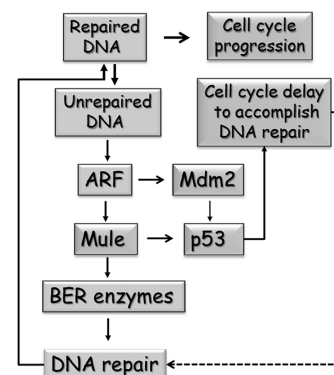 Repaired
DNA
Cell cycle
progression
Unrepaired
DNA
Cell cycle delay
to accomplish
DNA repair
ARF
Mdm2
Mule
p53
BER enzymes
DNA repair